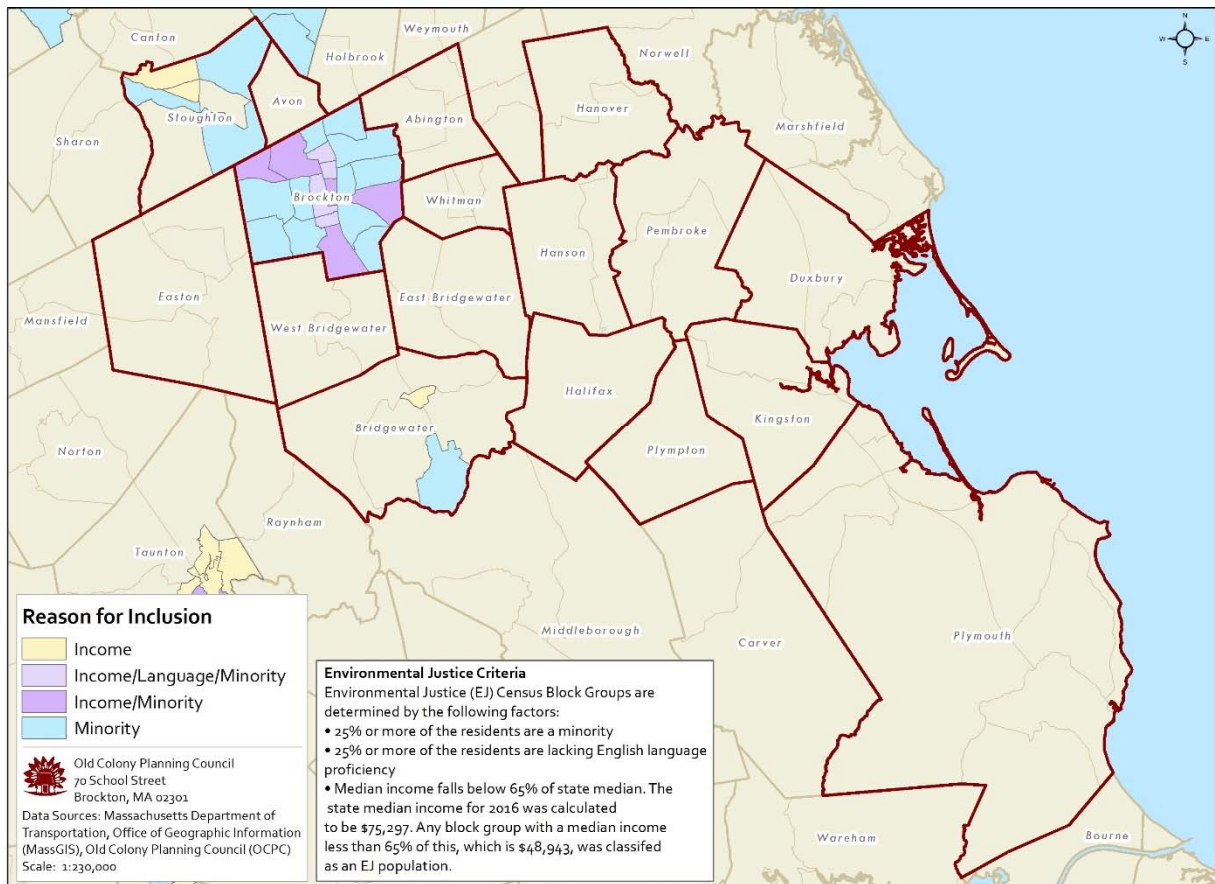 N
W
E
S
Canton
Weymouth
Holbrook
Norwell
Avon
Stoughton
Hanover
Abington
Marshfield
Sharon
Brockton
Whitman
Pembroke
Hanson
Duxbury
Easton
East Bridgewater
Mansfield
West Bridgewater
Halifax
Kingston
Bridgewater
Norton
Plympton
Raynham
Taunton
Middleborough
Carver
Plymouth
Wareham
Bourne
Reason for Inclusion
Income
Income/Language/Minority
Income/Minority
Minority
Old Colony Planning Council
70 School Street
Brockton, MA 02301
Data Sources: Massachusetts Department of
Transportation, Office of Geographic Information
(MassGIS), Old Colony Planning Council (OCPC)
Scale: 1:230,000
Environmental Justice Criteria
Environmental Justice (EJ) Census Block Groups are
determined by the following factors:
• 25% or more of the residents are a minority
• 25% or more of the residents are lacking English language
proficiency
• Median income falls below 65% of state median. The
state median income for 2016 was calculated
to be $75,297. Any block group with a median income
less than 65% of this, which is $48,943, was classifed
as an EJ population.